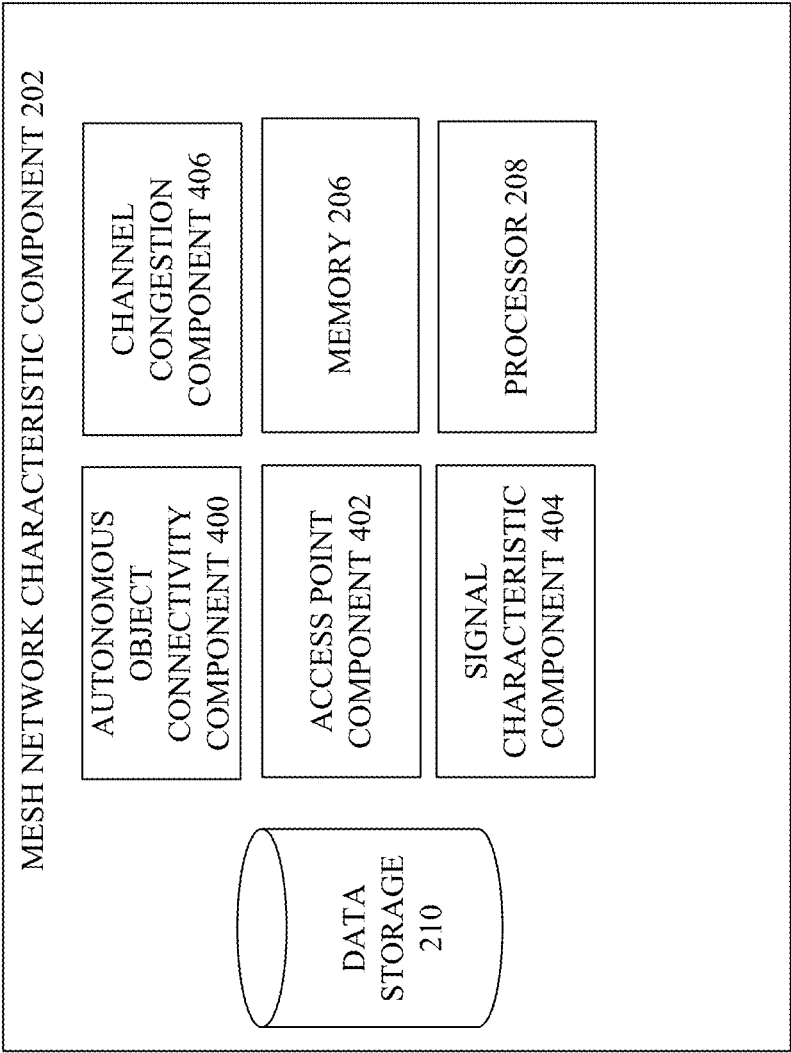 MESH NETWORK CHARACTERISTIC COMPONENT 202
DATA
STORAGE
210
AUTONOMOUS
OBJECT
CONNECTIVITY
COMPONENT 400
CHANNEL
CONGESTION
COMPONENT 406
ACCESS POINT
COMPONENT 402
MEMORY 206
SIGNAL
CHARACTERISTIC
COMPONENT 404
PROCESSOR 208